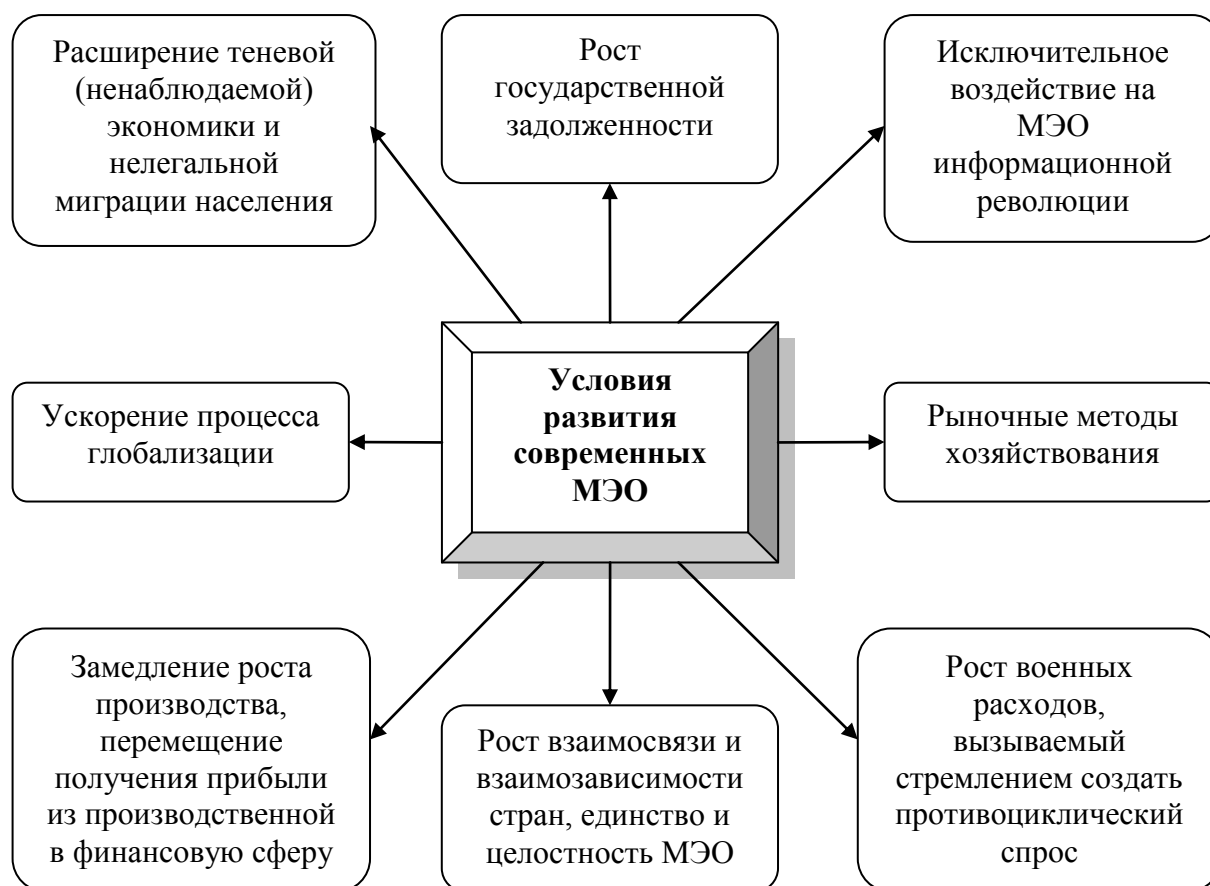 Расширение теневой
(ненаблюдаемой)
экономики и
нелегальной
миграции населения
Рост
государственной
задолженности
Исключительное
воздействие на
МЭО
информационной
революции
Ускорение процесса
глобализации
Условия
развития
современных
МЭО
Рыночные методы
хозяйствования
Замедление роста
производства,
перемещение
получения прибыли
из производственной
в финансовую сферу
Рост взаимосвязи и
взаимозависимости
стран, единство и
целостность МЭО
Рост военных
расходов,
вызываемый
стремлением создать
противоциклический
спрос